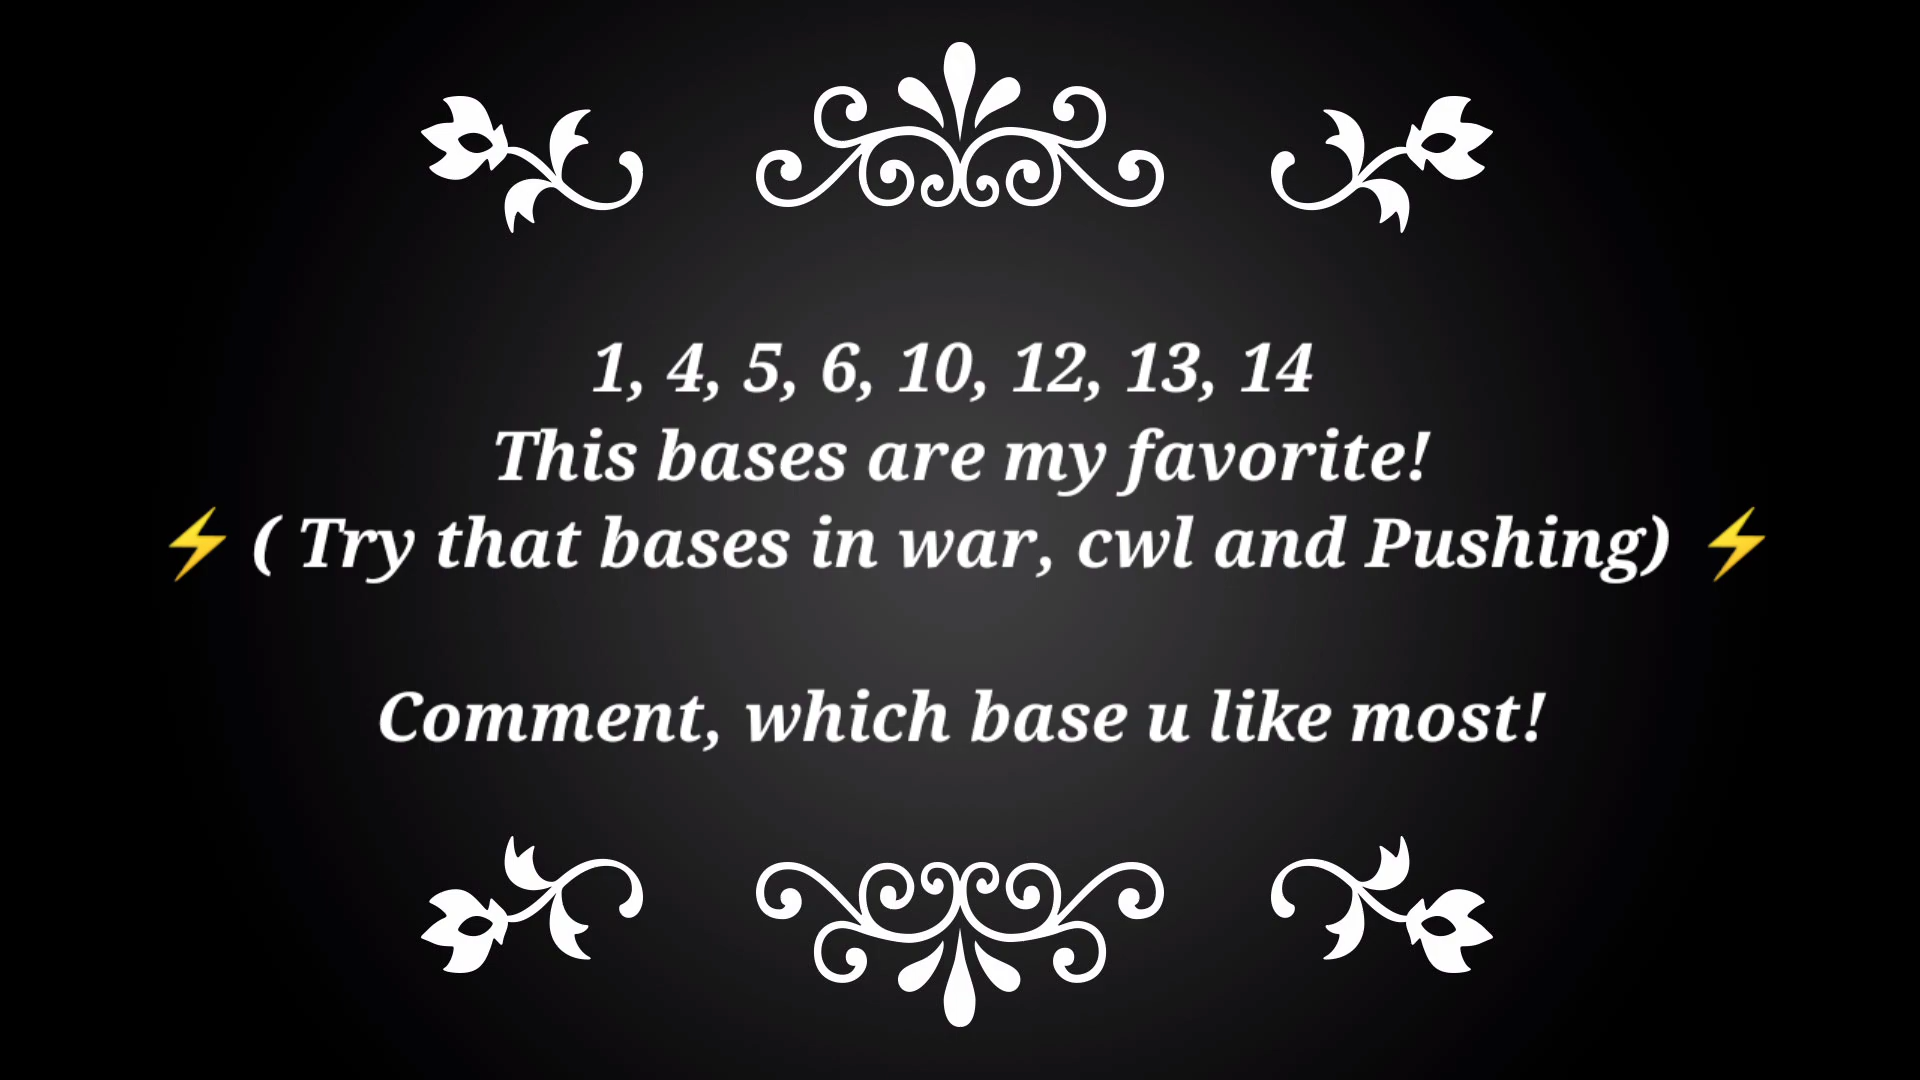 1, 4, 5, 6, 10, 12, 13, 14
This bases are my favorite!
⚡ ( Try that bases in war, cwl and Pushing) ⚡
Comment, which base u like most!